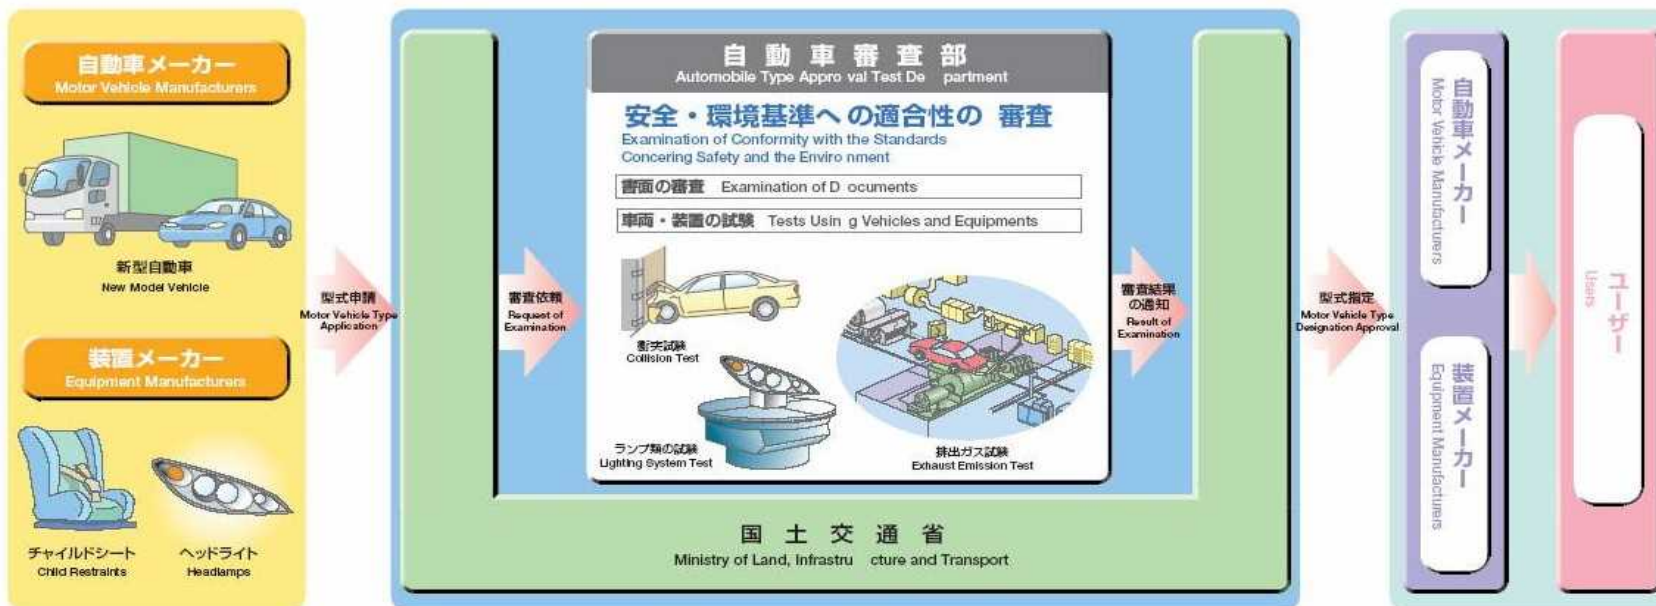 自動車メーカー
Motor Vehicle Manufacturers
新型自動車
New Model Vehicle
装置メーカー
Equipment Manufacturers
チャイルドシート
Child Restraints
ヘッドライト
Headlamps
型式申請
Motor Vehicle Type
Application
審査依頼
Request of
Examination
自動車審査部
Automobile Type Appro val Test De partment
安全・環境基準への適合性の 審査
Examination of Conformity with the Standards
Concering Safety and the Enviro nment
書面の審査 Examination of D ocuments
車両・装置の試験 Tests Usin g Vehicles and Equipments
衝突試験
Collision Test
ランプ類の試験
Lighting System Test
排出ガス試験
Exhaust Emission Test
審査結果
の通知
Result of
Examination
国土交通省
Ministry of Land, Infrastru cture and Transport
型式指定
Motor Vehicle Type
Designation Approval
自動車メーカー
Motor Vehicle Manufacturers
装置メーカー
Equipment Manufacturers
ユーザー
Users